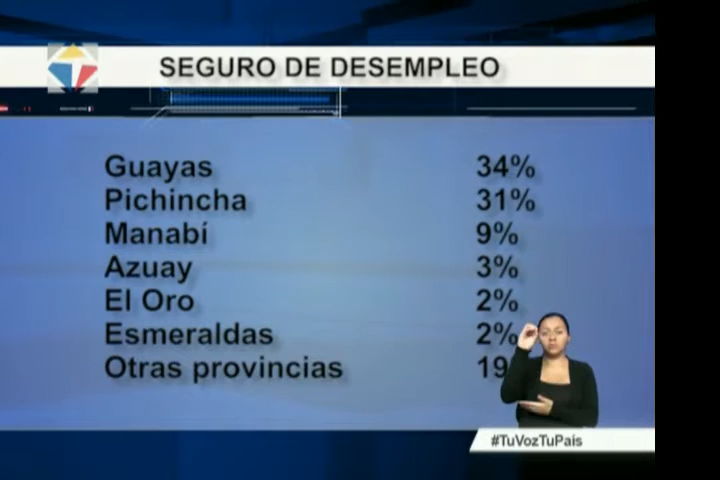 SEGURO DE DESEMPLEO
Guayas 34%
Pichincha 31%
Manabí 9%
Azuay 3%
El Oro 2%
Esmeraldas 2%
Otras provincias 19
#TuVozTuPaís